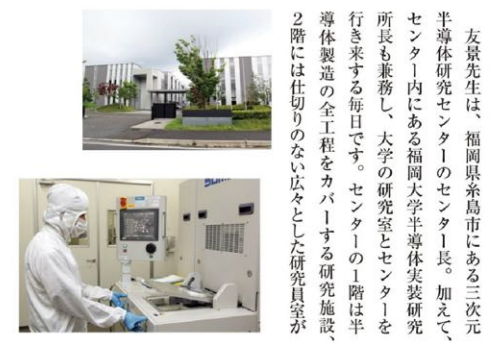 友景先生は、福岡県糸島市にある三次元
半導体研究センターのセンター長。加えて、
センター内にある福岡大学半導体実装研究
所長も兼務し、大学の研究室とセンターを
行き来する毎日です。センターの1階は半
導体製造の全工程をカバーする研究施設、
2階には仕切りのない広々とした研究員室が